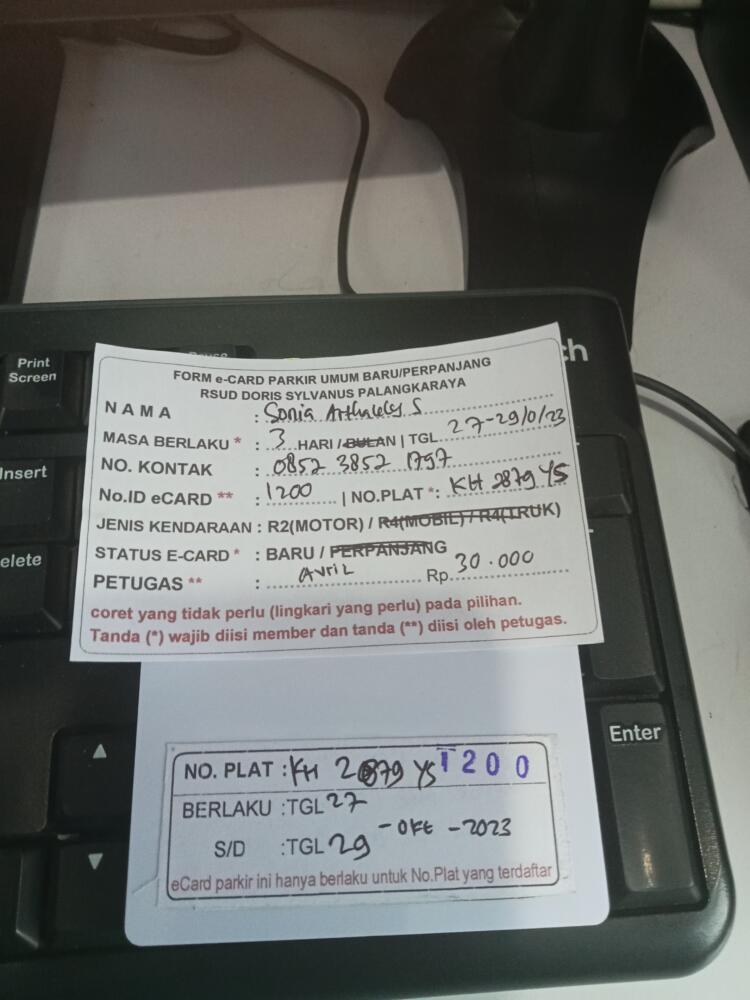 Print
Screen
Insert
elete
Enter
ch
FORM e-CARD PARKIR UMUM BARU/PERPANJANG
RSUD DORIS SYLVANUS PALANGKARAYA
NAMA : Sonia S
MASA BERLAKU * : 3 HARI / BULAN | TGL 27-29/0/23
NO. KONTAK : 0852 3852 1797
No.ID eCARD ** : 1200 | NO.PLAT *: KH 2879 YS
JENIS KENDARAAN : R2(MOTOR) / R4(MOBIL) / R4(TRUK)
STATUS E-CARD * : BARU / PERPANJANG
PETUGAS ** : Avril Rp. 30.000
coret yang tidak perlu (lingkari yang perlu) pada pilihan.
Tanda (*) wajib diisi member dan tanda (**) diisi oleh petugas.
NO. PLAT : KH 2879 YS 1200
BERLAKU : TGL 27
S/D : TGL 29 - Okt - 2023
eCard parkir ini hanya berlaku untuk No.Plat yang terdaftar